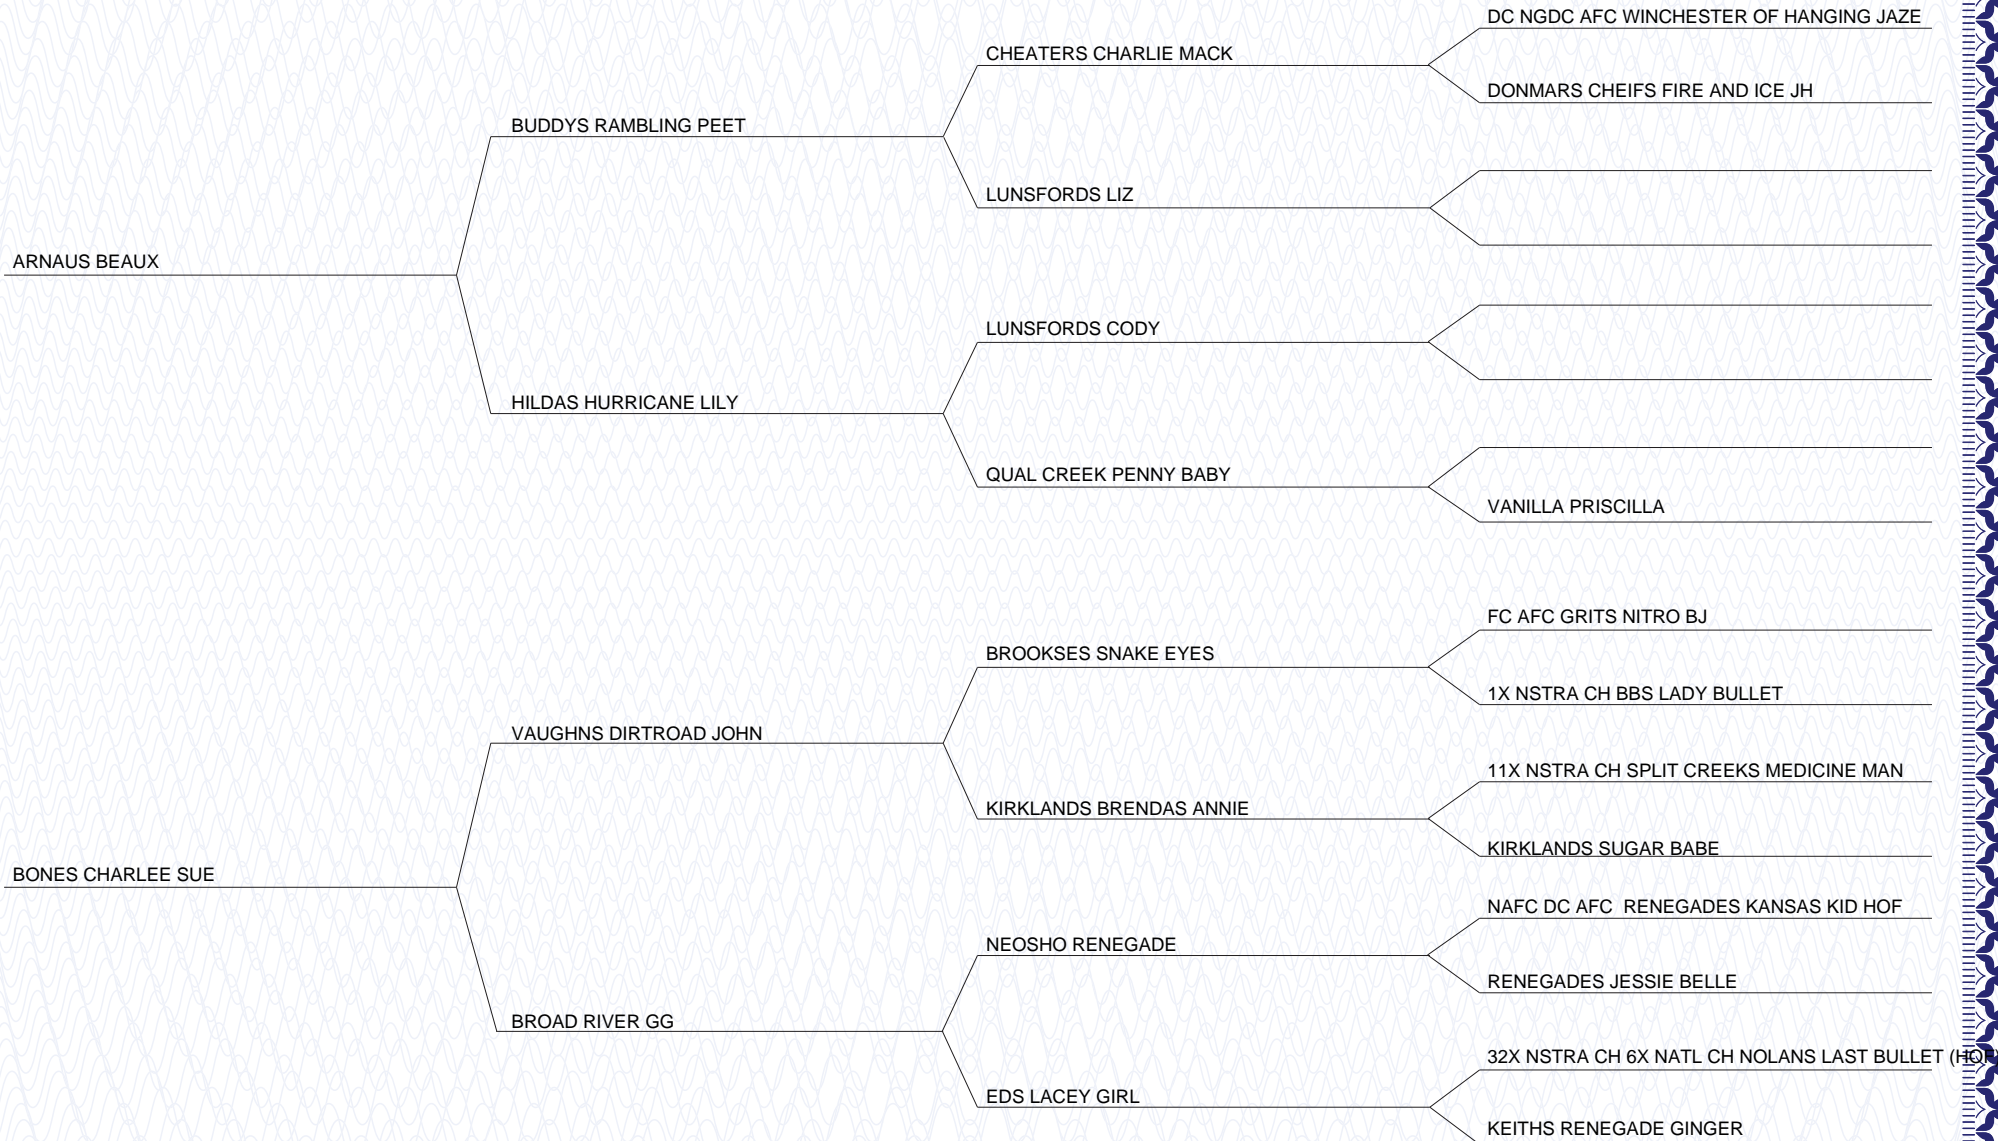 DC NGDC AFC WINCHESTER OF HANGING JAZE
CHEATERS CHARLIE MACK
DONMARS CHEIFS FIRE AND ICE JH
BUDDYS RAMBLING PEET
LUNSFORDS LIZ
ARNAUS BEAUX
LUNSFORDS CODY
HILDAS HURRICANE LILY
QUAL CREEK PENNY BABY
VANILLA PRISCILLA
FC AFC GRITS NITRO BJ
BROOKSES SNAKE EYES
1X NSTRA CH BBS LADY BULLET
VAUGHNS DIRTROAD JOHN
11X NSTRA CH SPLIT CREEKS MEDICINE MAN
KIRKLANDS BRENDAS ANNIE
KIRKLANDS SUGAR BABE
BONES CHARLEE SUE
NAFC DC AFC  RENEGADES KANSAS KID HOF
NEOSHO RENEGADE
RENEGADES JESSIE BELLE
BROAD RIVER GG
32X NSTRA CH 6X NATL CH NOLANS LAST BULLET (HOF
EDS LACEY GIRL
KEITHS RENEGADE GINGER